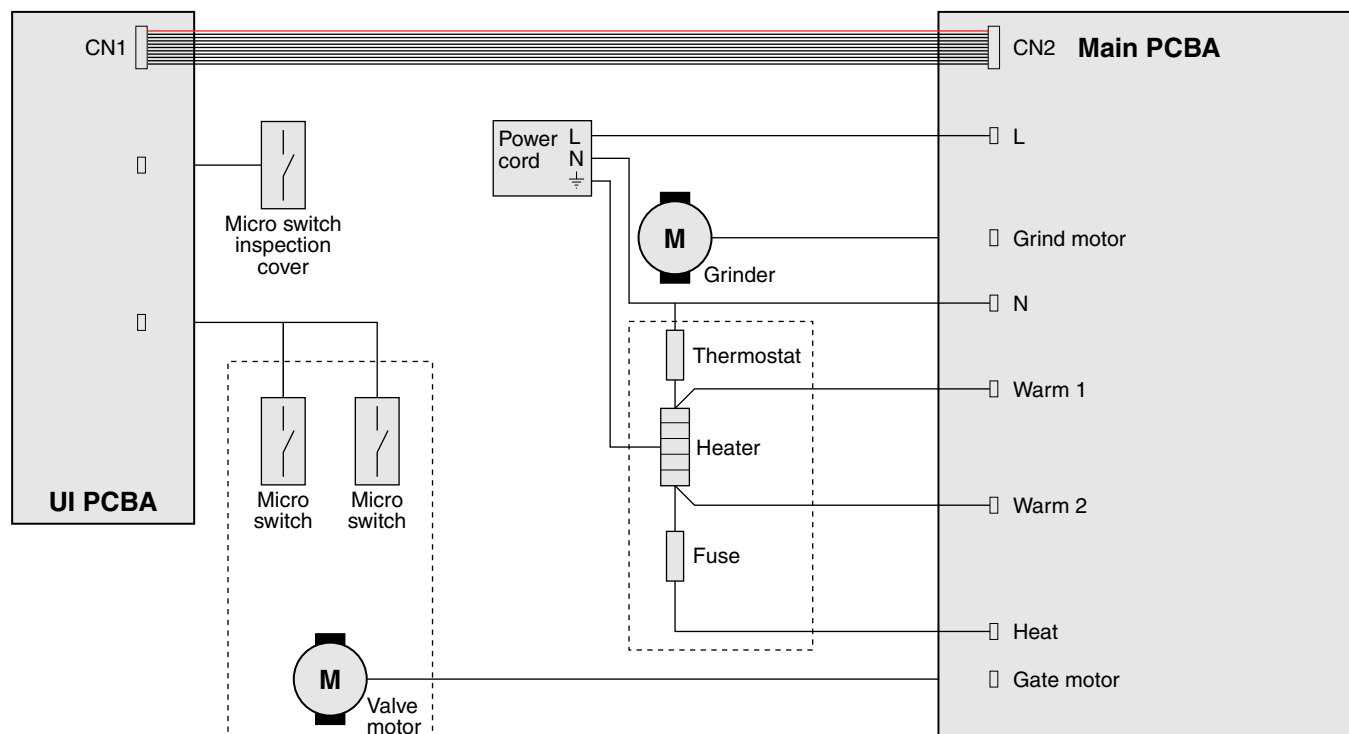 CN1
CN2 Main PCBA
Power L
cord N
L
Micro switch
inspection
cover
M
Grinder
Grind motor
N
Thermostat
Warm 1
Heater
UI PCBA
Micro
switch
Micro
switch
Warm 2
Fuse
Heat
M
Valve
motor
Gate motor